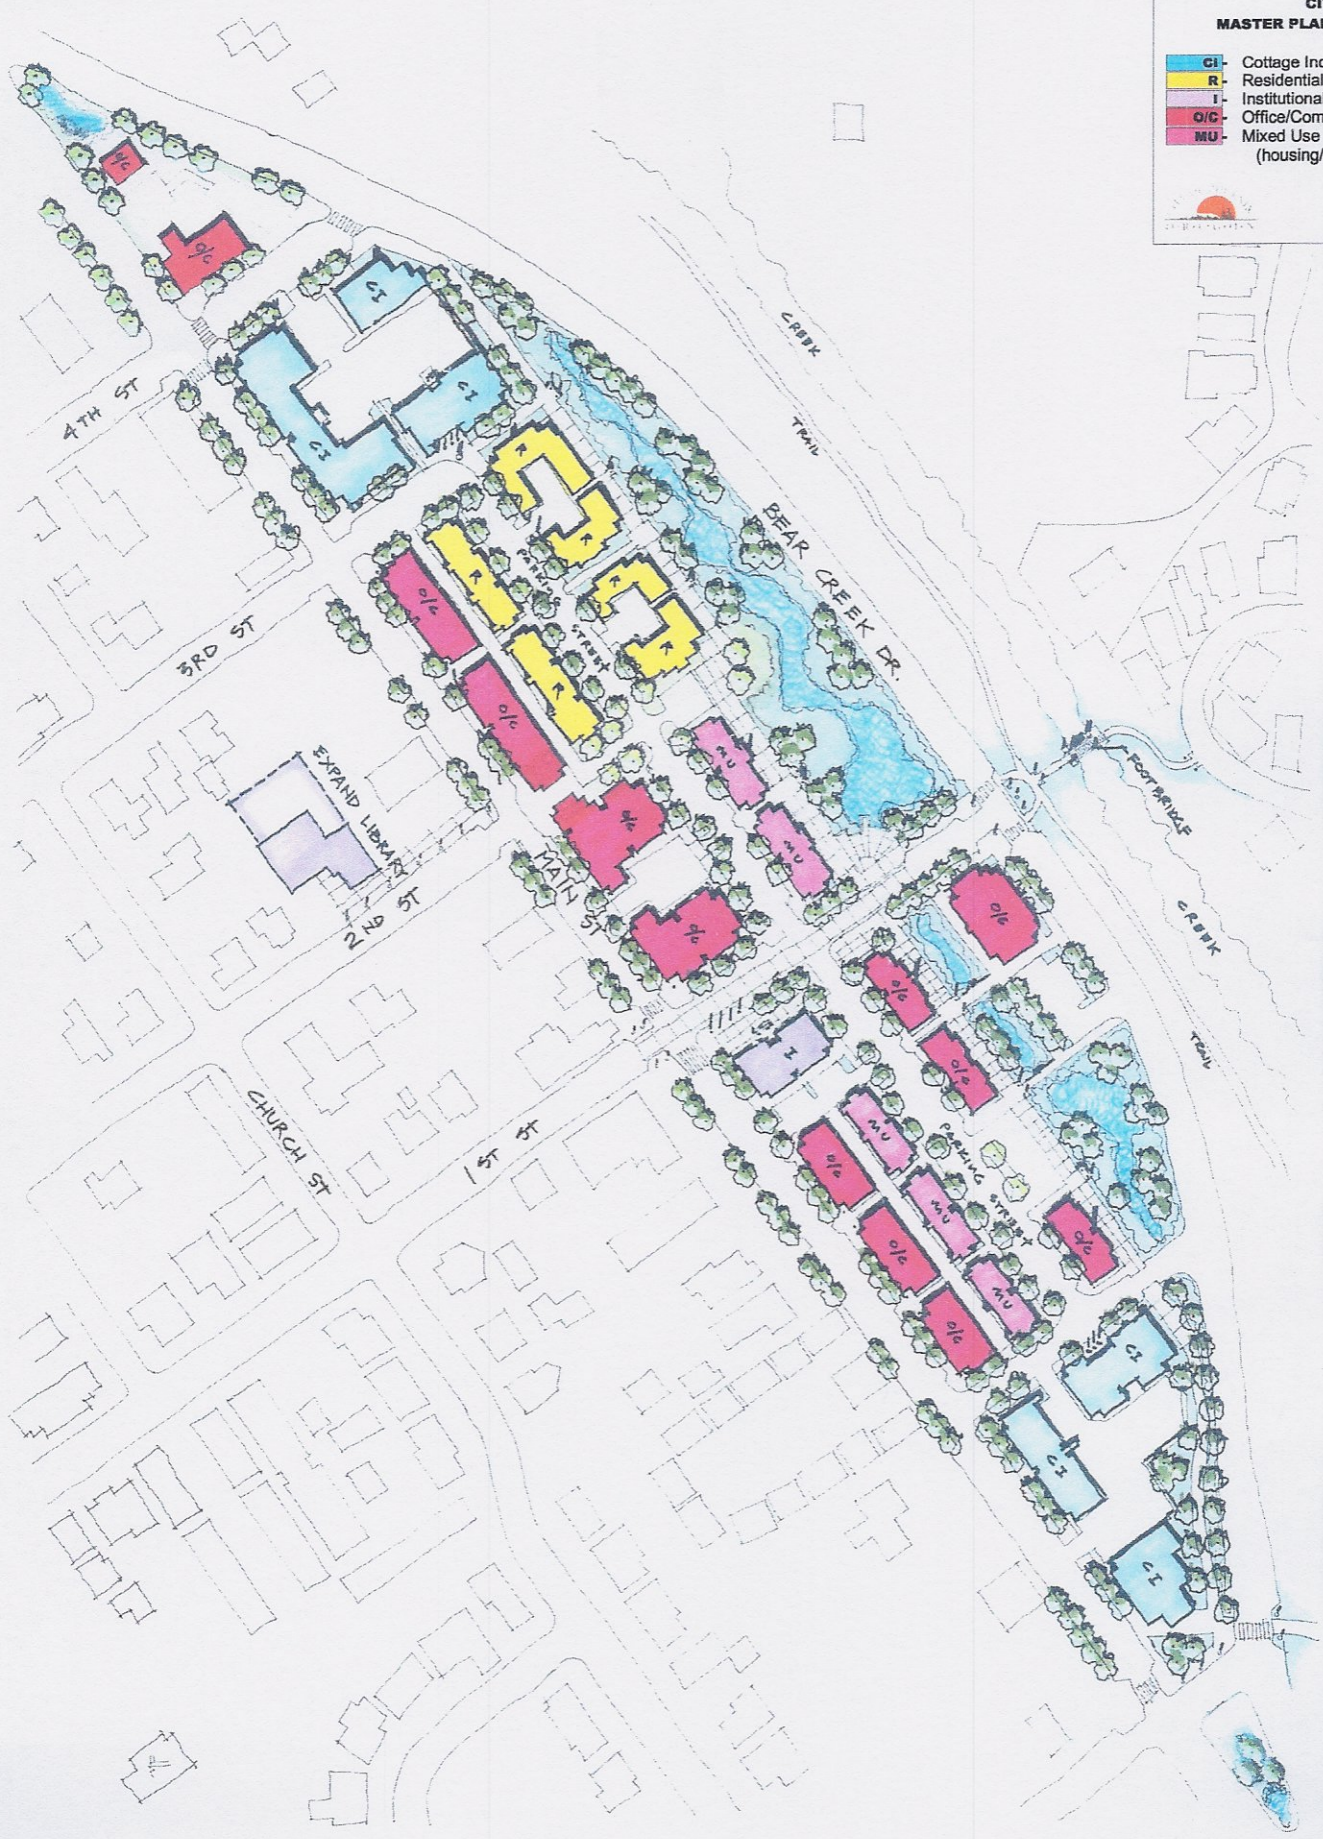 CI
MASTER PLA
CI - Cottage Ind
R - Residential
I - Institutional
O/C - Office/Com
MU - Mixed Use
(housing/
O/C
O/C
CI
CI
CI
4TH ST
CREEK
TRAIL
R
R
R
R
R
R
PARKING STREET
BEAR CREEK DR.
3RD ST
O/C
O/C
EXPAND LIBRARY
MU
MU
FOOTBRIDGE
O/C
MAIN ST
2ND ST
O/C
O/C
CREEK
O/C
O/C
I
TRAIL
CHURCH ST
1ST ST
MU
PARKING STREET
O/C
MU
O/C
O/C
MU
O/C
CI
CI
CI